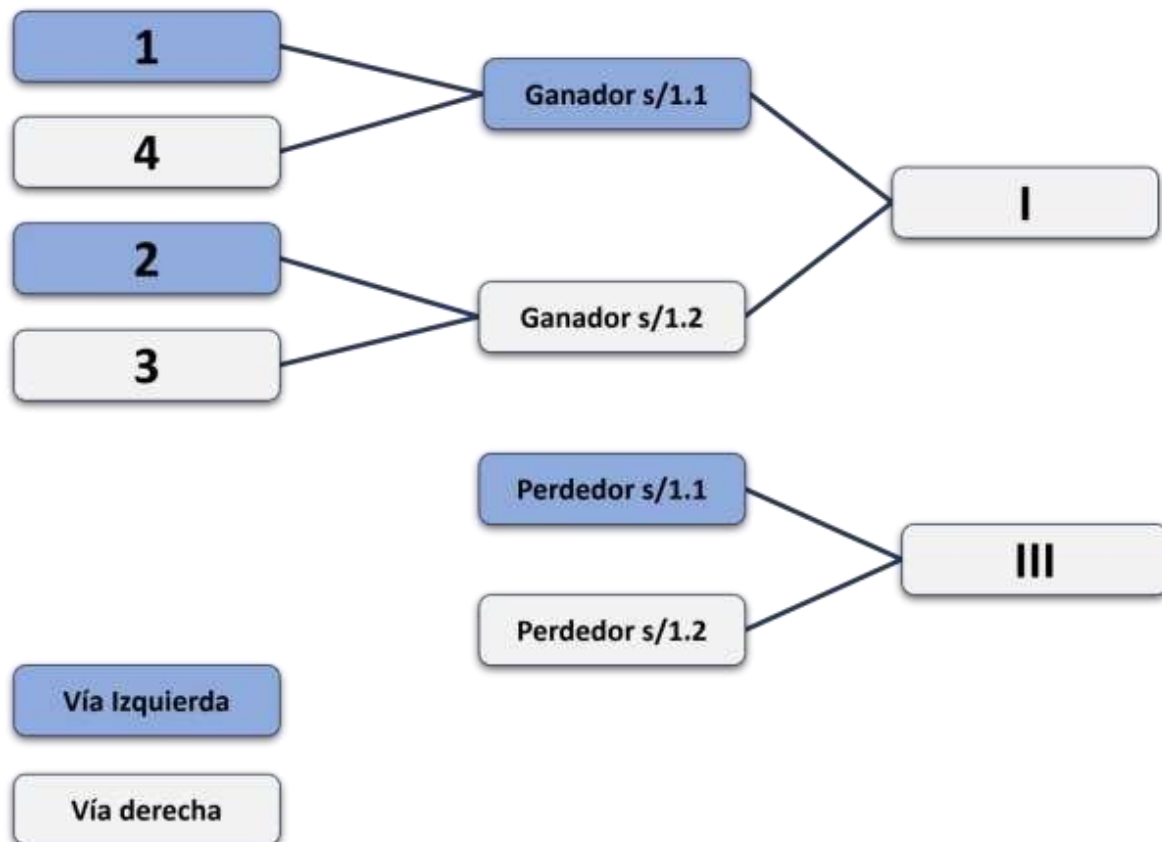 1
4
2
3
Ganador s/1.1
Ganador s/1.2
I
Perdedor s/1.1
Perdedor s/1.2
III
Vía Izquierda
Vía derecha